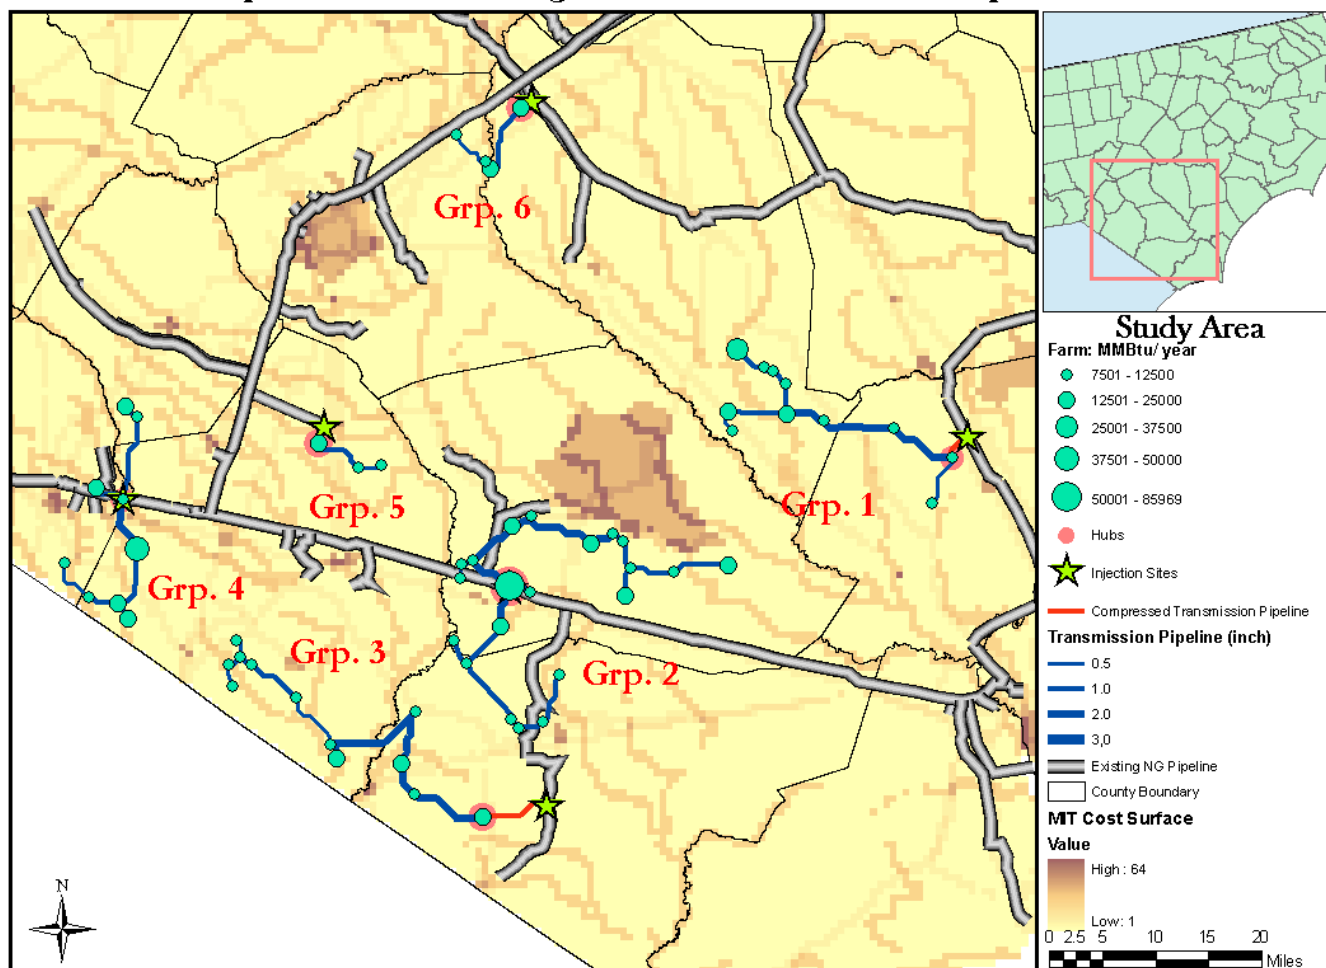 Grp. 6
Grp. 1
Grp. 5
Grp. 4
Grp. 3
Grp. 2
N
Study Area
Farm: MMBtu/ year
7501 - 12500
12501 - 25000
25001 - 37500
37501 - 50000
50001 - 85969
Hubs
Injection Sites
Compressed Transmission Pipeline
Transmission Pipeline (inch)
0.5
1.0
2.0
3,0
Existing NG Pipeline
County Boundary
MIT Cost Surface
Value
High : 64
Low: 1
0 2.5 5 10 15 20
Miles